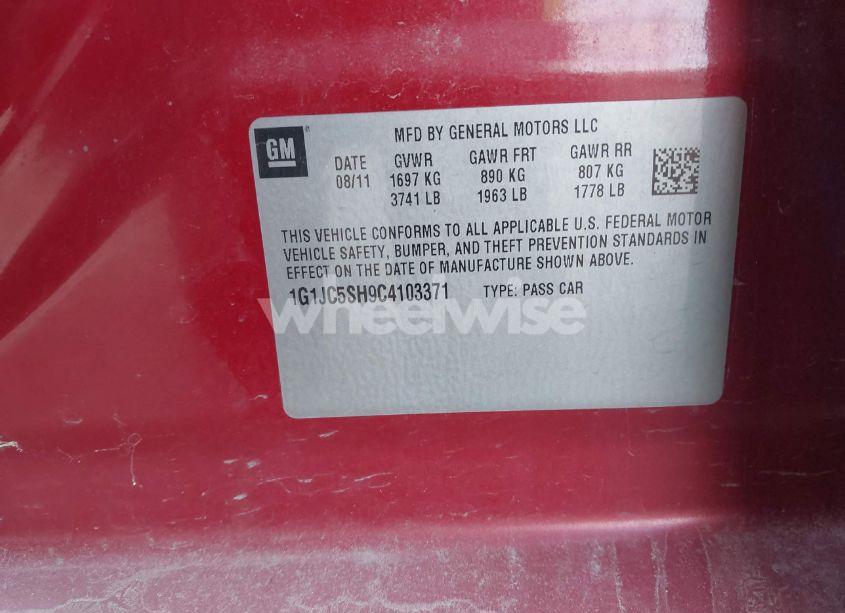 GM
MFD BY GENERAL MOTORS LLC
DATE GVWR GAWR FRT GAWR RR
08/11 1697 KG 890 KG 807 KG
3741 LB 1963 LB 1778 LB
THIS VEHICLE CONFORMS TO ALL APPLICABLE U.S. FEDERAL MOTOR
VEHICLE SAFETY, BUMPER, AND THEFT PREVENTION STANDARDS IN
EFFECT ON THE DATE OF MANUFACTURE SHOWN ABOVE.
1G1JC5SH9C4103371 TYPE: PASS CAR
wheelwise